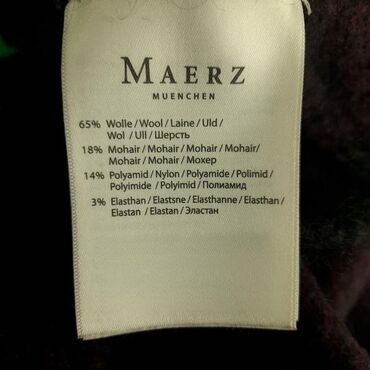 MAERZ
MUENCHEN
65% Wolle / Wool / Laine / Uld /
Wol / Ull / Шерсть
18% Mohair / Mohair / Mohair / Mohair/
Mohair / Mohair / Мохер
14% Polyamid / Nylon / Polyamide / Polimid /
Polyimide / Polyimid / Полиамид
3% Elasthan / Elastsne / Elasthanne / Elasthan /
Elastan / Elastan / Эластан